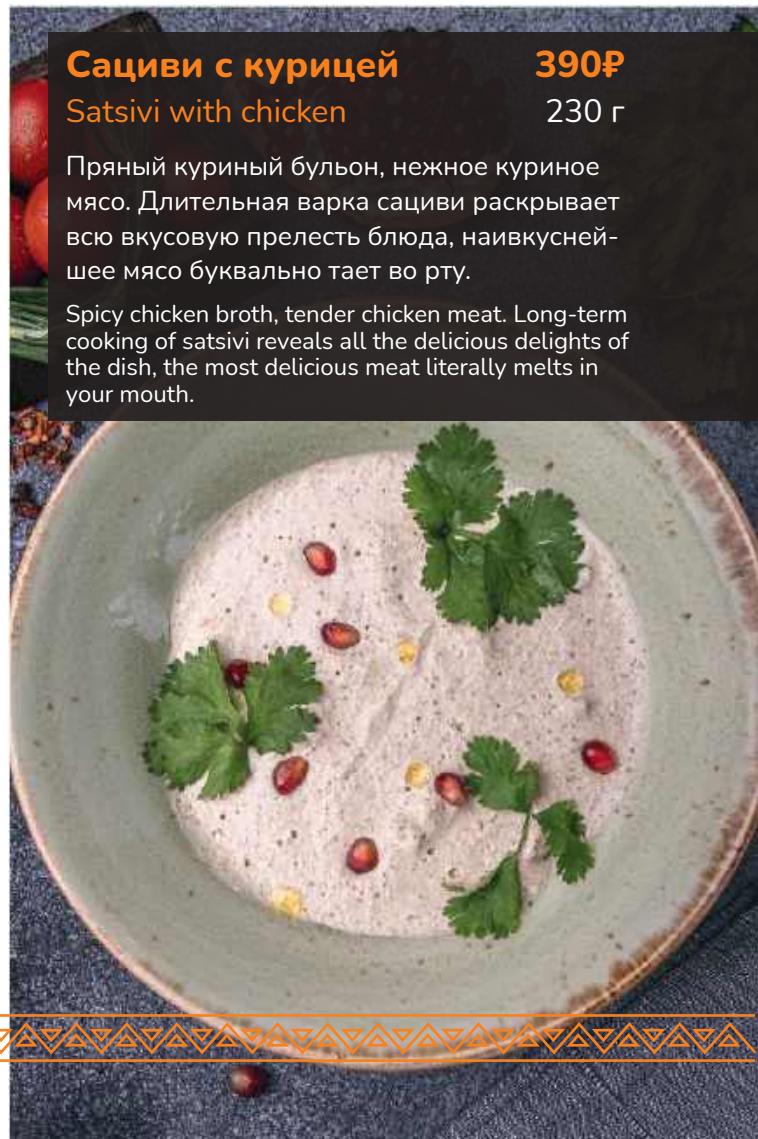 Сациви с курицей 390₽
Satsivi with chicken 230 г
Пряный куриный бульон, нежное куриное
мясо. Длительная варка сациви раскрывает
всю вкусовую прелесть блюда, наивкусней-
шее мясо буквально тает во рту.
Spicy chicken broth, tender chicken meat. Long-term
cooking of satsivi reveals all the delicious delights of
the dish, the most delicious meat literally melts in
your mouth.